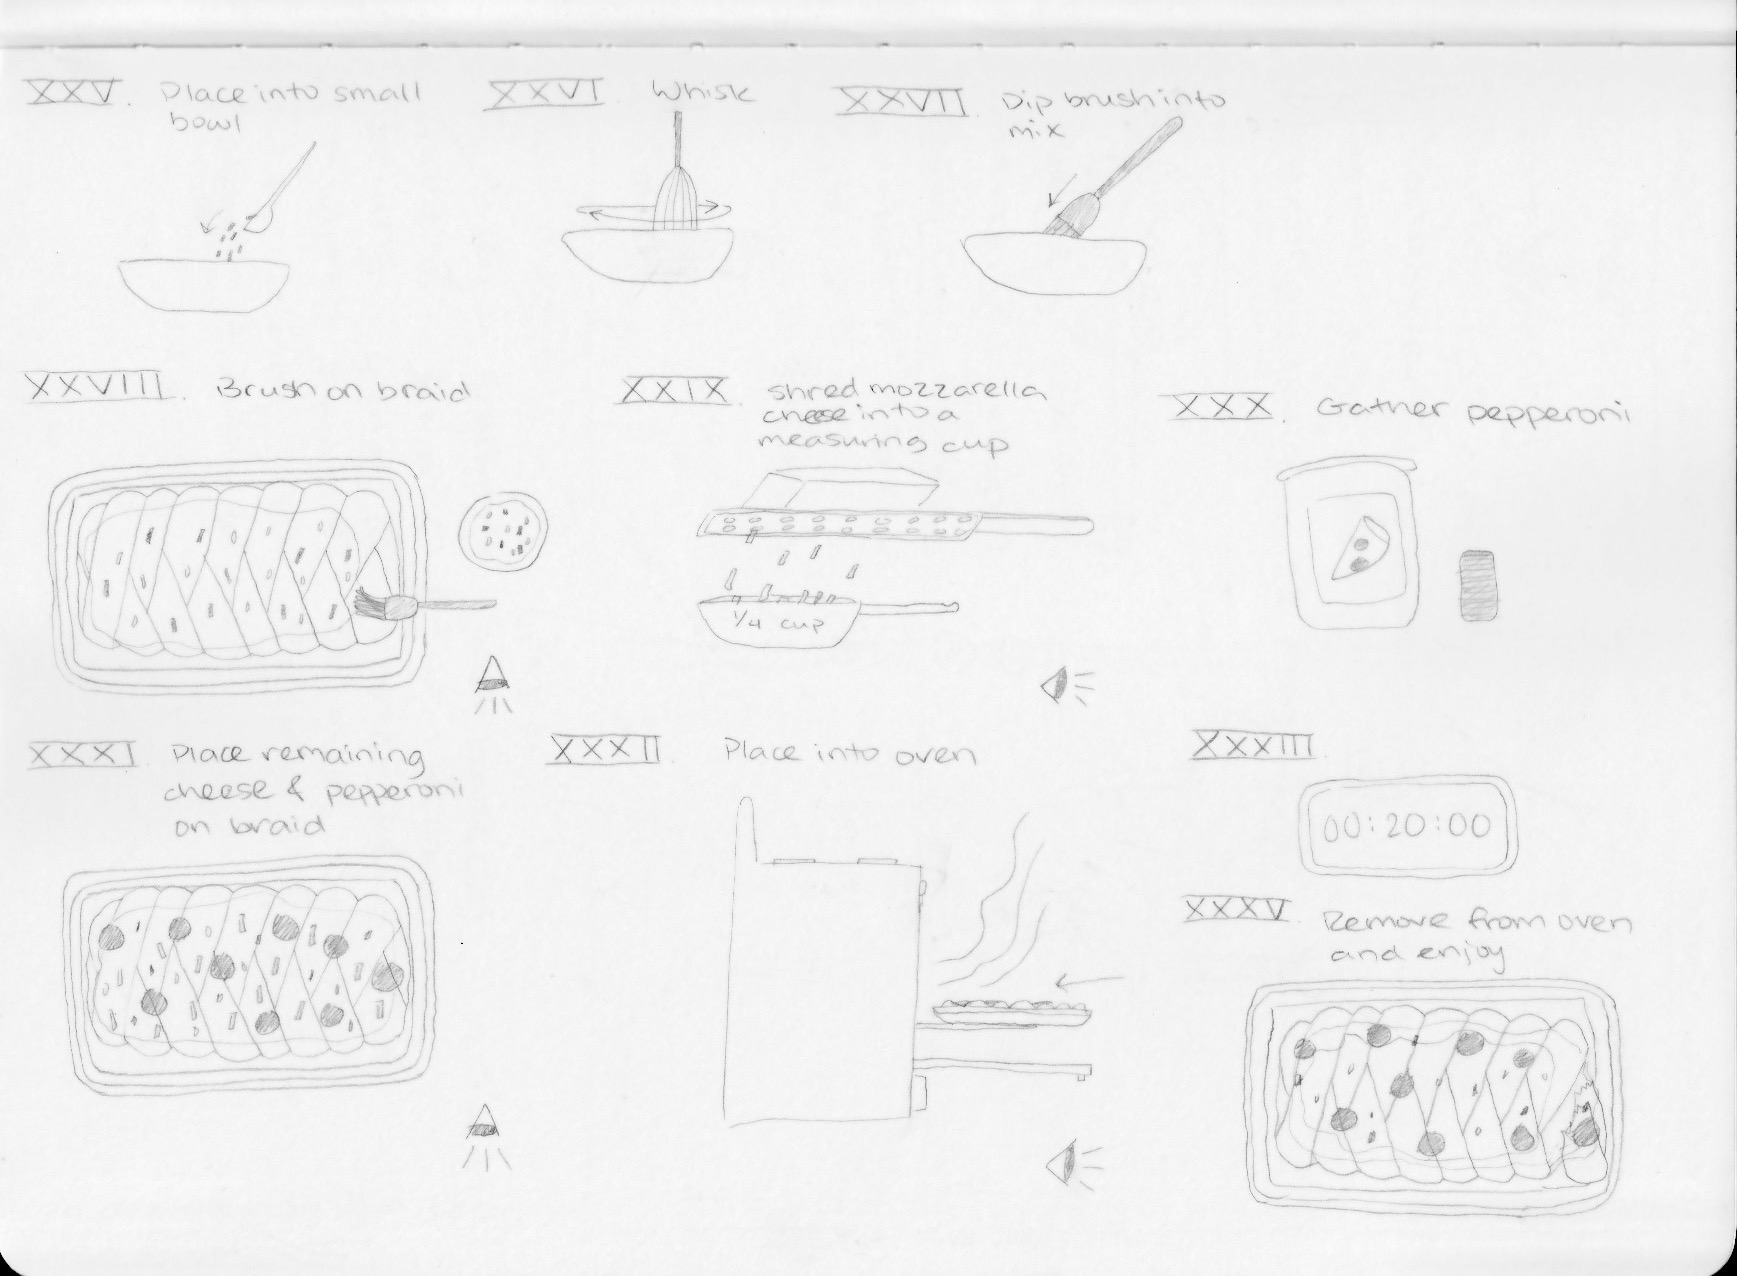 XXV. Place into small
bowl
XXVI Whisk
XXVII Dip brush into
mix
XXVIII. Brush on braid
XXIX. shred mozzarella
cheese into a
measuring cup
1/4 cup
XXX. Gather pepperoni
XXXI. Place remaining
cheese & pepperoni
on braid
XXXII. Place into oven
XXXIII.
00:20:00
XXXV. Remove from oven
and enjoy